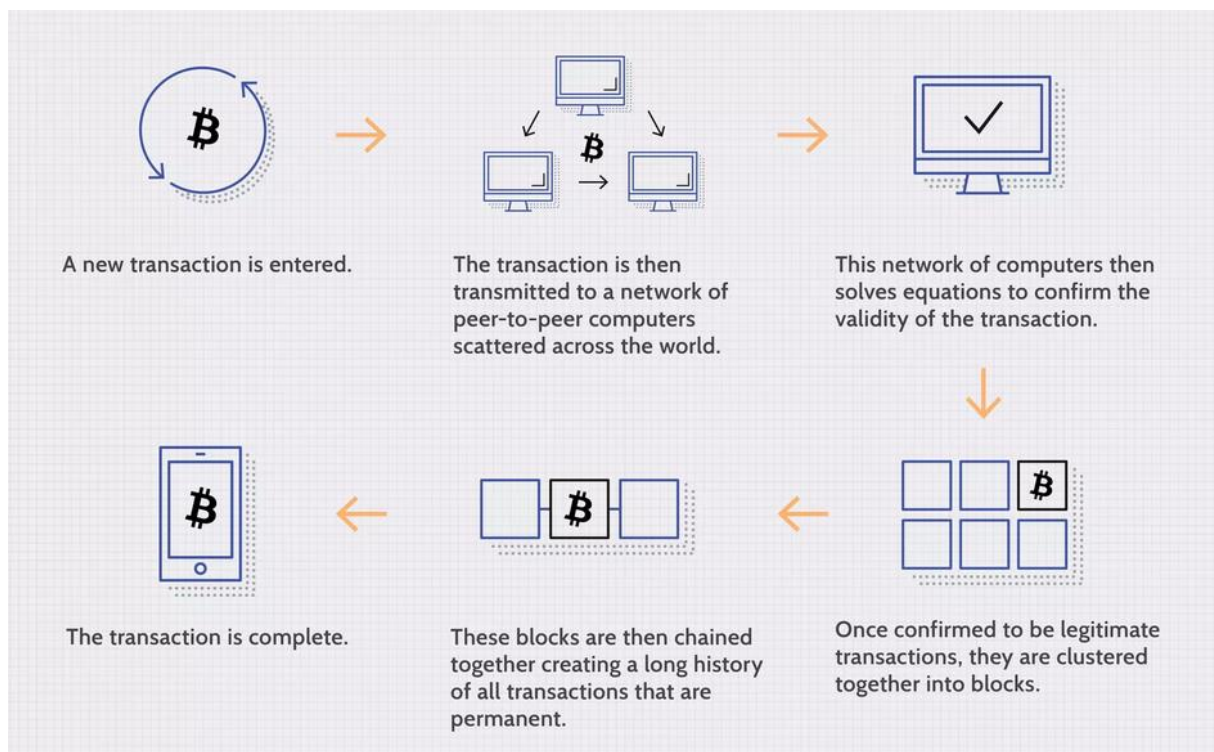 A new transaction is entered.
The transaction is then
transmitted to a network of
peer-to-peer computers
scattered across the world.
This network of computers then
solves equations to confirm the
validity of the transaction.
Once confirmed to be legitimate
transactions, they are clustered
together into blocks.
These blocks are then chained
together creating a long history
of all transactions that are
permanent.
The transaction is complete.